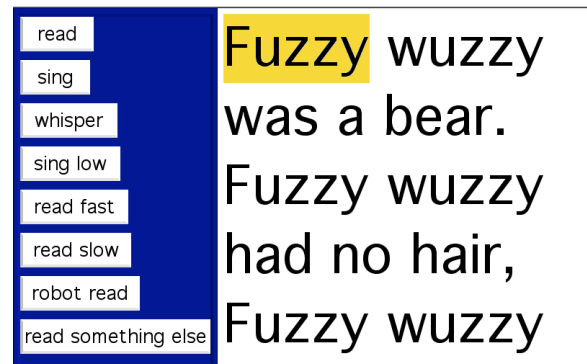 read
sing
whisper
sing low
read fast
read slow
robot read
read something else
Fuzzy wuzzy
was a bear.
Fuzzy wuzzy
had no hair,
Fuzzy wuzzy